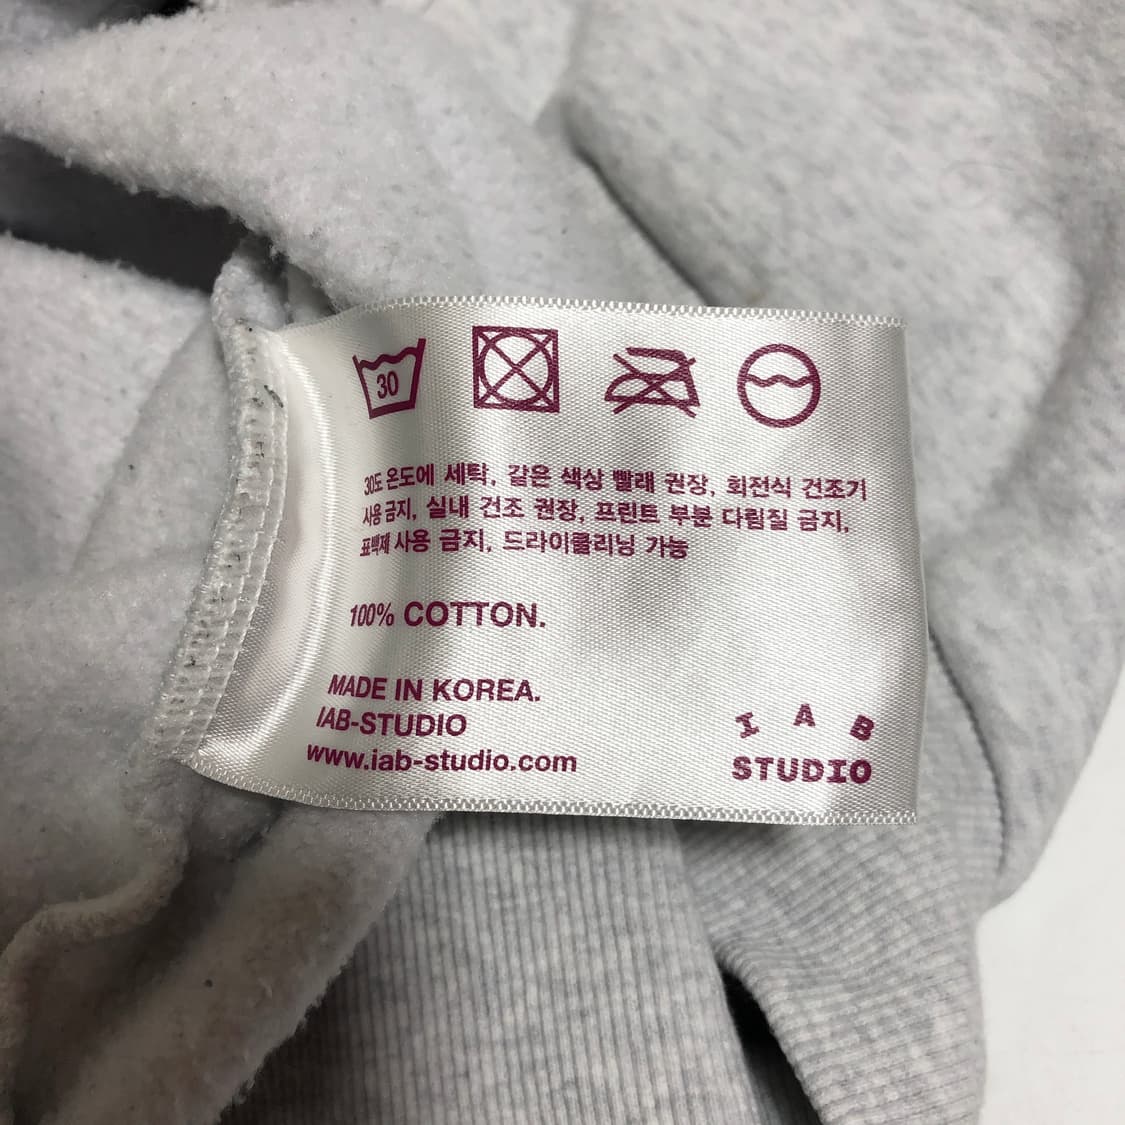 30
30도 온도에 세탁, 같은 색상 빨래 권장, 회전식 건조기
사용 금지, 실내 건조 권장, 프린트 부분 다림질 금지,
표백제 사용 금지, 드라이클리닝 가능
100% COTTON.
MADE IN KOREA.
IAB-STUDIO
www.iab-studio.com
I A B
STUDIO